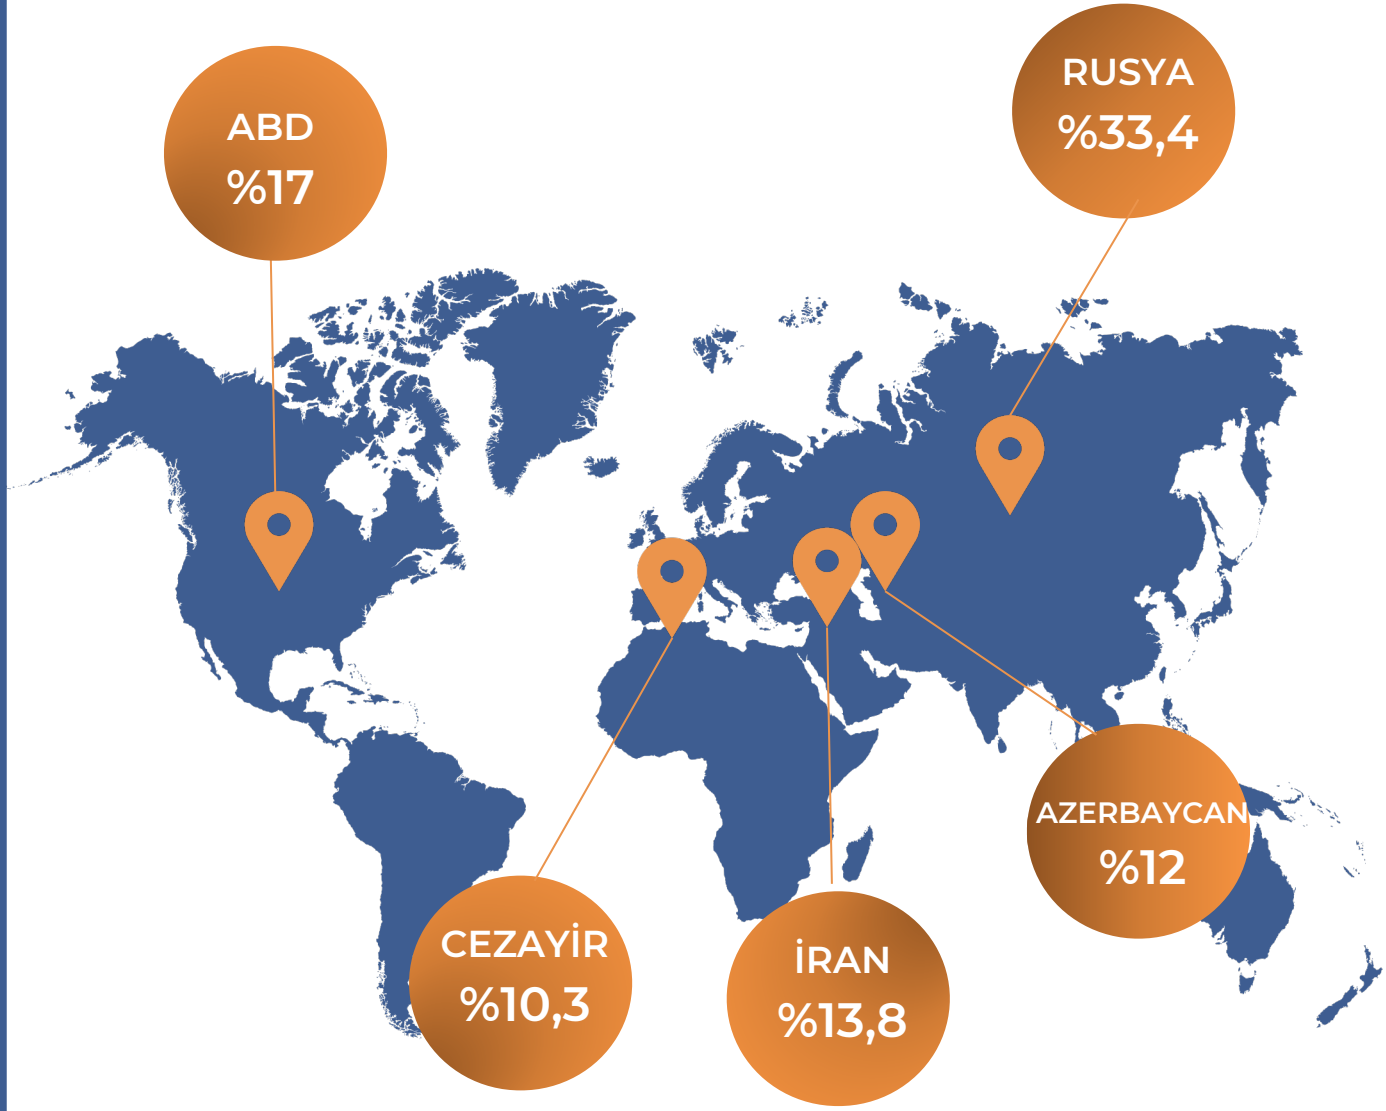 RUSYA
%33,4
ABD
%17
AZERBAYCAN
%12
CEZAYİR
%10,3
İRAN
%13,8